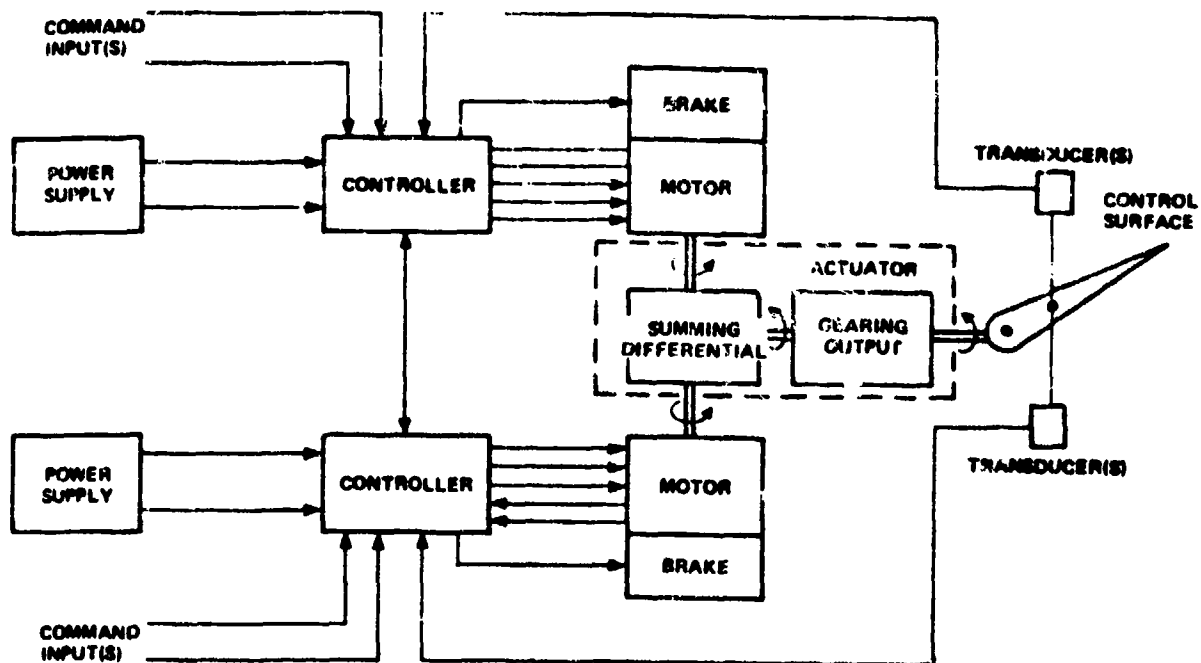 COMMAND
INPUT(S)
BRAKE
POWER
SUPPLY
CONTROLLER
MOTOR
TRANSDUCER(S)
CONTROL
SURFACE
ACTUATOR
SUMMING
DIFFERENTIAL
GEARING
OUTPUT
POWER
SUPPLY
CONTROLLER
MOTOR
TRANSDUCER(S)
BRAKE
COMMAND
INPUT(S)